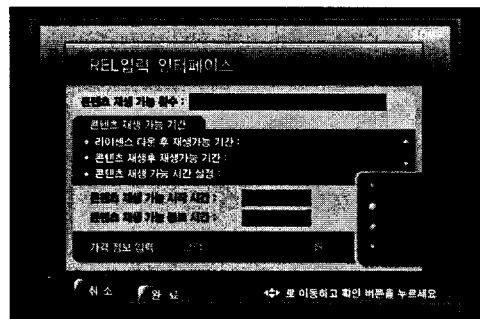 REL입력 인터페이스
콘텐츠 재생 가능 횟수 :
콘텐츠 재생 가능 기간
• 라이센스 다운 후 재생가능 기간 :
• 콘텐츠 재생후 재생가능 기간 :
• 콘텐츠 재생 가능 시간 설정 :
콘텐츠 재생 가능 시작 시간 :
콘텐츠 재생 가능 종료 시간 :
가격 정보 입력
취 소 완 료 로 이동하고 확인 버튼을 누르세요